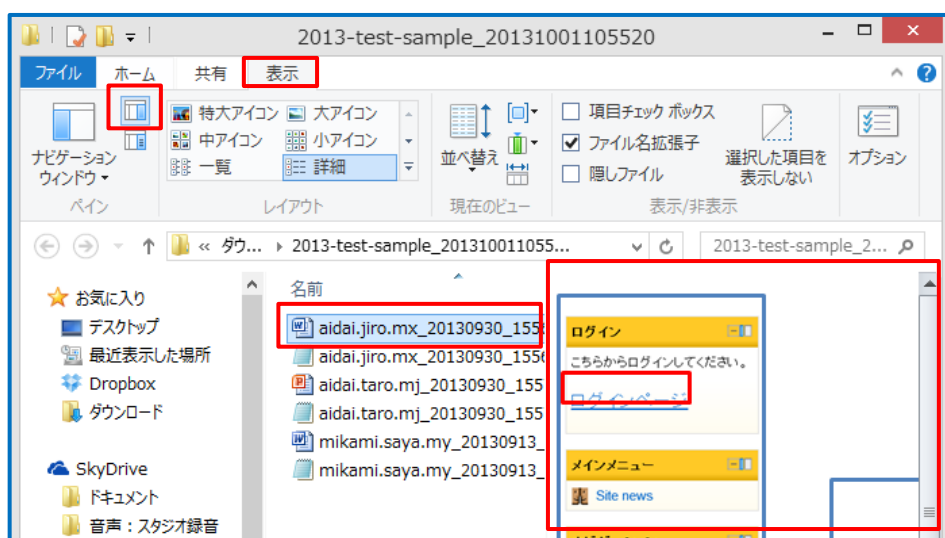 2013-test-sample_20131001105520
ファイル ホーム 共有 表示
ナビゲーション
ウィンドウ
特大アイコン 大アイコン
中アイコン 小アイコン
一覧 詳細
並べ替え
項目チェック ボックス
ファイル名拡張子
隠しファイル
選択した項目を
表示しない
オプション
ペイン レイアウト 現在のビュー 表示/非表示
« ダウ... 2013-test-sample_201310011055... 2013-test-sample_2...
お気に入り
デスクトップ
最近表示した場所
Dropbox
ダウンロード
SkyDrive
ドキュメント
音声：スタジオ録音
名前
aidai.jiro.mx_20130930_155
aidai.jiro.mx_20130930_155
aidai.taro.mj_20130930_155
aidai.taro.mj_20130930_155
mikami.saya.my_20130913_
mikami.saya.my_20130913_
ログイン
こちらからログインしてください。
ログインページ
メインメニュー
Site news